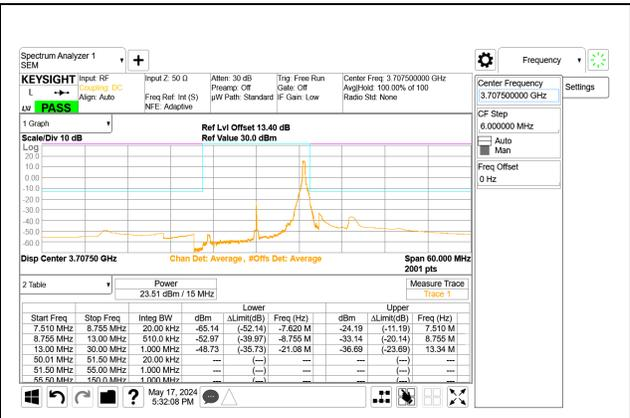 Spectrum Analyzer 1
SEM
+
Frequency
KEYSIGHT
L
LXI PASS
Input: RF
Coupling: DC
Align: Auto
Input Z: 50 Ω
Freq Ref: Int (S)
NFE: Adaptive
Atten: 30 dB
Preamp: Off
µW Path: Standard
Trig: Free Run
Gate: Off
IF Gain: Low
Center Freq: 3.707500000 GHz
Avg|Hold: 100.00% of 100
Radio Std: None
Center Frequency
3.707500000 GHz
Settings
CF Step
6.000000 MHz
Auto
Man
Freq Offset
0 Hz
1 Graph
Scale/Div 10 dB
Ref Lvl Offset 13.40 dB
Ref Value 30.0 dBm
Log
20.0
10.0
0.00
-10.0
-20.0
-30.0
-40.0
-50.0
-60.0
Disp Center 3.70750 GHz
Chan Det: Average , #Offs Det: Average
Span 60.000 MHz
2001 pts
2 Table
Power
23.51 dBm / 15 MHz
Measure Trace
Trace 1
Lower Upper
Start Freq Stop Freq Integ BW dBm ΔLimit(dB) Freq (Hz) dBm ΔLimit(dB) Freq (Hz)
7.510 MHz 8.755 MHz 20.00 kHz -65.14 (-52.14) -7.620 M -24.19 (-11.19) 7.510 M
8.755 MHz 13.00 MHz 510.0 kHz -52.97 (-39.97) -8.755 M -33.14 (-20.14) 8.755 M
13.00 MHz 30.00 MHz 1.000 MHz -48.73 (-35.73) -21.08 M -36.69 (-23.69) 13.34 M
50.01 MHz 51.50 MHz 20.00 kHz --- (---) --- --- (---) ---
51.50 MHz 55.00 MHz 1.000 MHz --- (---) --- --- (---) ---
55.50 MHz 150.0 MHz 1.000 MHz --- (---) --- --- (---) ---
?
May 17, 2024
5:32:08 PM